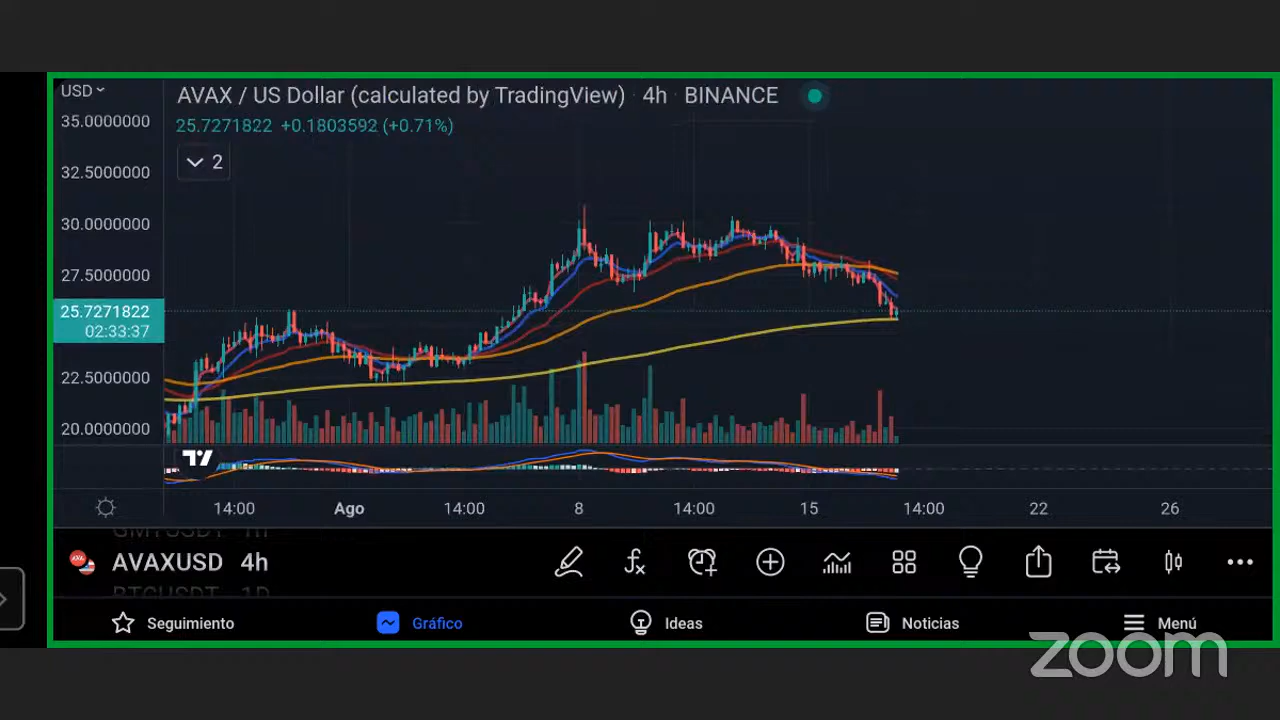 USD
AVAX / US Dollar (calculated by TradingView) · 4h · BINANCE
35.0000000
25.7271822 +0.1803592 (+0.71%)
2
32.5000000
30.0000000
27.5000000
25.7271822
02:33:37
22.5000000
20.0000000
14:00 Ago 14:00 8 14:00 15 14:00 22 26
AVAXUSD 4h
BTCUSDT 1D
Seguimiento Gráfico Ideas Noticias Menú
zoom